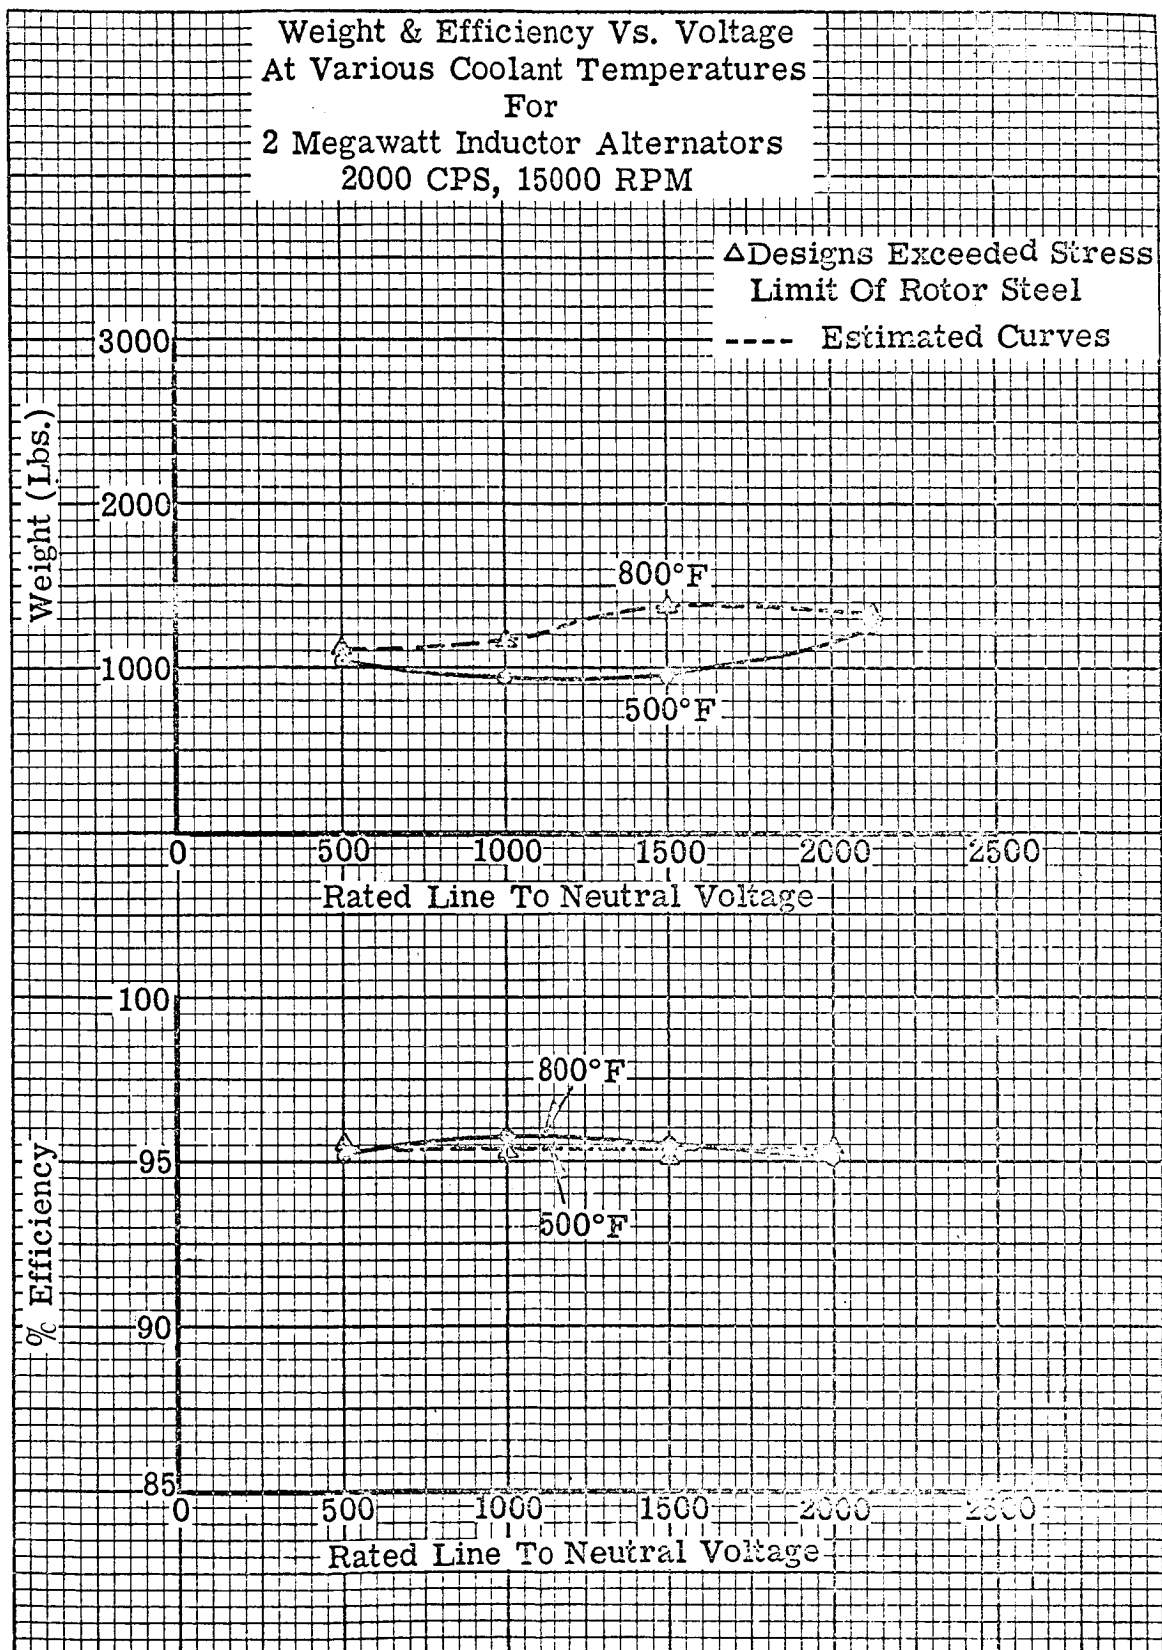 Weight & Efficiency Vs. Voltage
At Various Coolant Temperatures
For
2 Megawatt Inductor Alternators
2000 CPS, 15000 RPM
△Designs Exceeded Stress
Limit Of Rotor Steel
---- Estimated Curves
Weight (Lbs.)
3000
2000
1000
800°F
500°F
0 500 1000 1500 2000 2500
Rated Line To Neutral Voltage
% Efficiency
100
95
90
85
800°F
500°F
0 500 1000 1500 2000 2500
Rated Line To Neutral Voltage